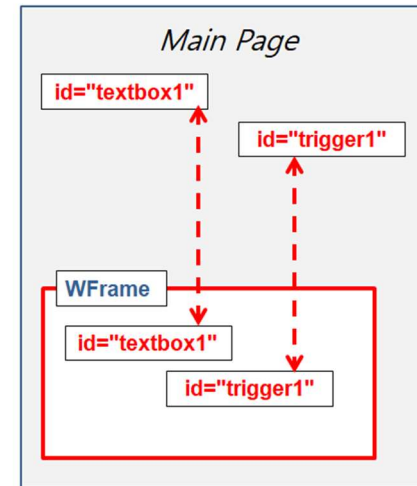 Main Page
id="textbox1"
id="trigger1"
WFrame
id="textbox1"
id="trigger1"